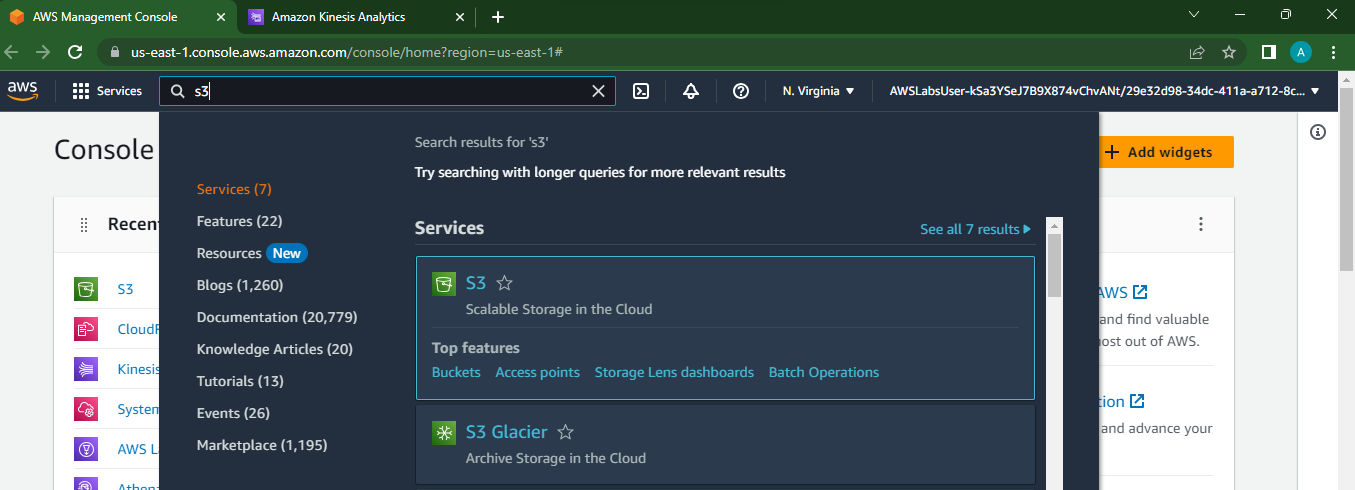 AWS Management Console
Amazon Kinesis Analytics
us-east-1.console.aws.amazon.com/console/home?region=us-east-1#
A
aws
Services
s3
N. Virginia
AWSLabsUser-kSa3YSeJ7B9X874vChvANt/29e32d98-34dc-411a-a712-8c...
Console
Add widgets
Search results for 's3'
Try searching with longer queries for more relevant results
Services (7)
Features (22)
Resources New
Blogs (1,260)
Documentation (20,779)
Knowledge Articles (20)
Tutorials (13)
Events (26)
Marketplace (1,195)
Services
See all 7 results
S3
Scalable Storage in the Cloud
Top features
Buckets Access points Storage Lens dashboards Batch Operations
S3 Glacier
Archive Storage in the Cloud
Recen
S3
CloudF
Kinesis
System
AWS L
Athen
AWS
and find valuable
ost out of AWS.
tion
and advance your